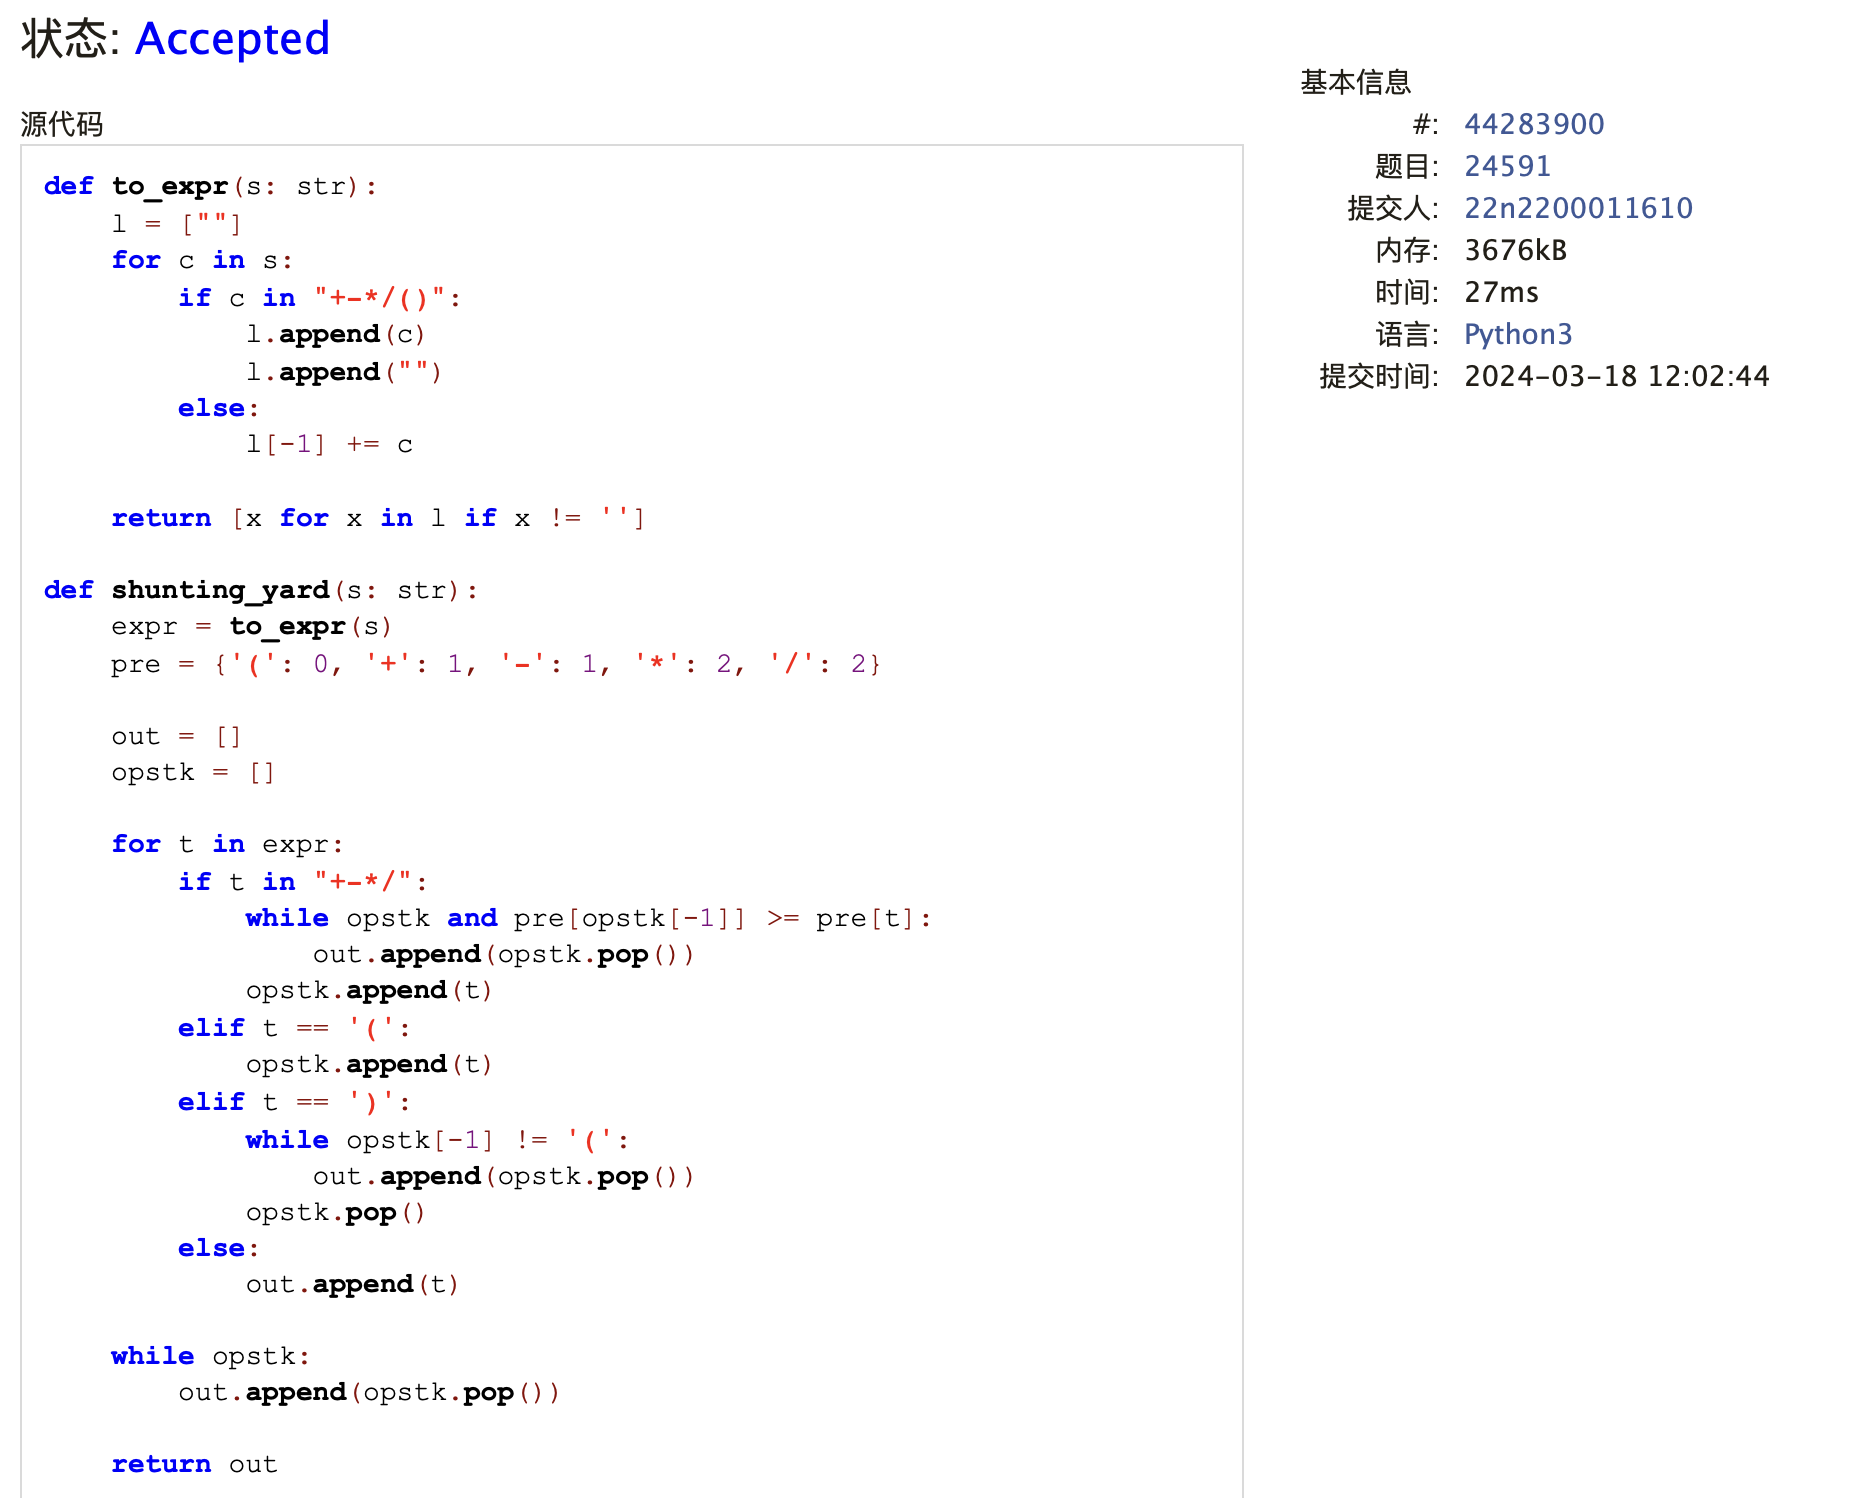 状态: Accepted
源代码
def to_expr(s: str):
    l = [""]
    for c in s:
        if c in "+-*/()":
            l.append(c)
            l.append("")
        else:
            l[-1] += c

    return [x for x in l if x != '']

def shunting_yard(s: str):
    expr = to_expr(s)
    pre = {'(': 0, '+': 1, '-': 1, '*': 2, '/': 2}

    out = []
    opstk = []

    for t in expr:
        if t in "+-*/":
            while opstk and pre[opstk[-1]] >= pre[t]:
                out.append(opstk.pop())
            opstk.append(t)
        elif t == '(':
            opstk.append(t)
        elif t == ')':
            while opstk[-1] != '(':
                out.append(opstk.pop())
            opstk.pop()
        else:
            out.append(t)

    while opstk:
        out.append(opstk.pop())

    return out
基本信息
#: 44283900
题目: 24591
提交人: 22n2200011610
内存: 3676kB
时间: 27ms
语言: Python3
提交时间: 2024-03-18 12:02:44